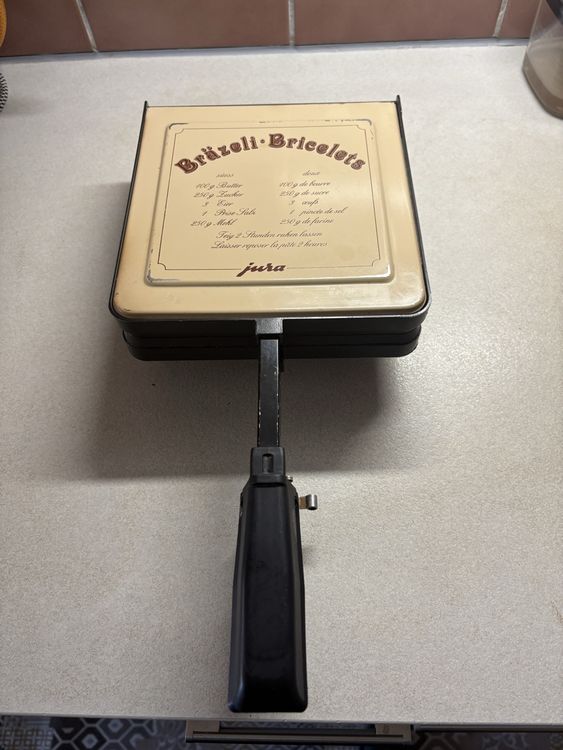 Bräzeli · Bricelets
süss doux
100 g Butter 100 g de beurre
250 g Zucker 250 g de sucre
3 Eier 3 œufs
1 Prise Salz 1 pincée de sel
250 g Mehl 250 g de farine
Teig 2 Stunden ruhen lassen
Laisser reposer la pâte 2 heures
jura